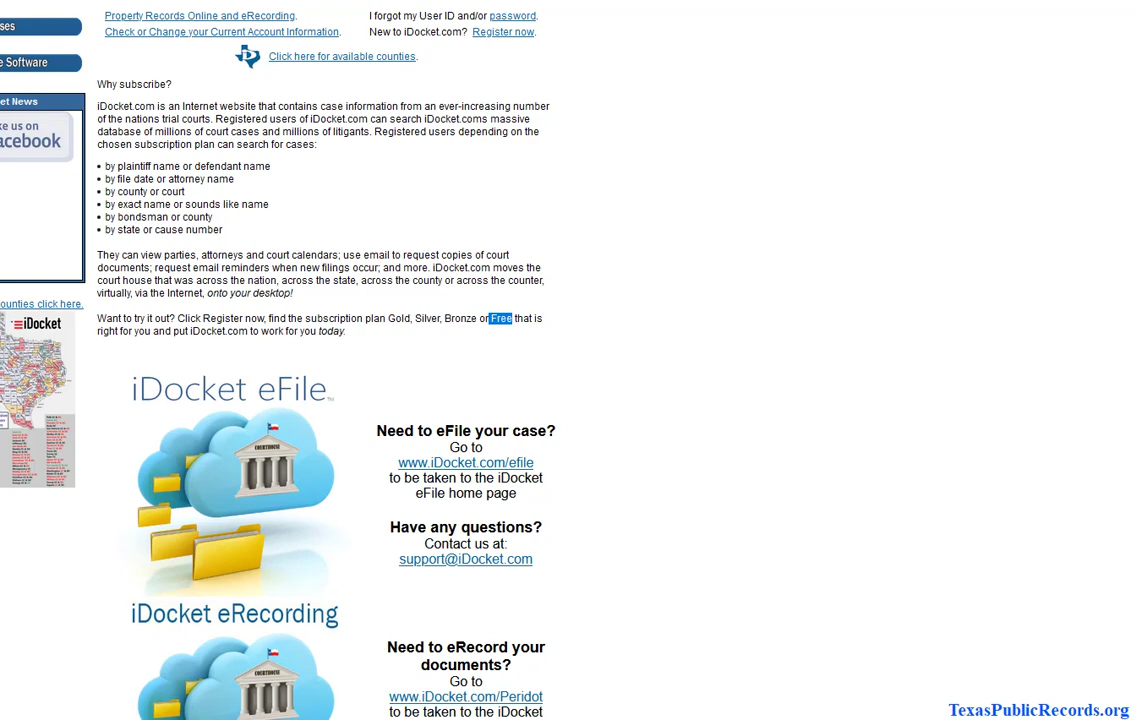 ses
e Software
et News
ke us on
acebook
ounties click here.
iDocket
Property Records Online and eRecording.
Check or Change your Current Account Information.
I forgot my User ID and/or password.
New to iDocket.com? Register now.
Click here for available counties.
Why subscribe?
iDocket.com is an Internet website that contains case information from an ever-increasing number
of the nations trial courts. Registered users of iDocket.com can search iDocket.coms massive
database of millions of court cases and millions of litigants. Registered users depending on the
chosen subscription plan can search for cases:
• by plaintiff name or defendant name
• by file date or attorney name
• by county or court
• by exact name or sounds like name
• by bondsman or county
• by state or cause number
They can view parties, attorneys and court calendars; use email to request copies of court
documents; request email reminders when new filings occur; and more. iDocket.com moves the
court house that was across the nation, across the state, across the county or across the counter,
virtually, via the Internet, onto your desktop!
Want to try it out? Click Register now, find the subscription plan Gold, Silver, Bronze or Free that is
right for you and put iDocket.com to work for you today.
iDocket eFile™
COURTHOUSE
Need to eFile your case?
Go to
www.iDocket.com/efile
to be taken to the iDocket
eFile home page
Have any questions?
Contact us at:
support@iDocket.com
iDocket eRecording
COURTHOUSE
Need to eRecord your
documents?
Go to
www.iDocket.com/Peridot
to be taken to the iDocket
TexasPublicRecords.org